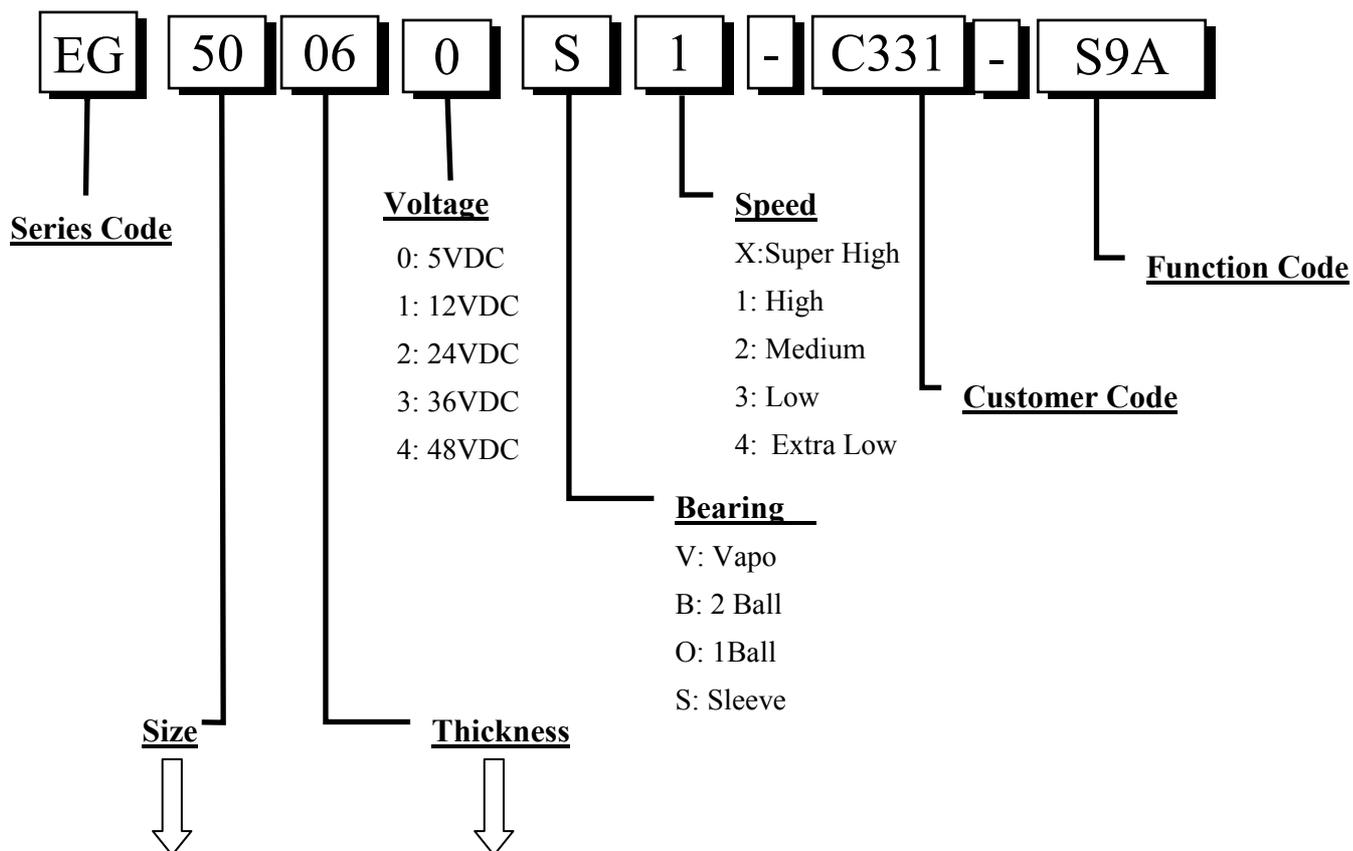 EG 50 06 0 S 1 - C331 - S9A
Series Code
Voltage
0: 5VDC
1: 12VDC
2: 24VDC
3: 36VDC
4: 48VDC
Speed
X:Super High
1: High
2: Medium
3: Low
4: Extra Low
Function Code
Customer Code
Bearing
V: Vapo
B: 2 Ball
O: 1Ball
S: Sleeve
Size
Thickness